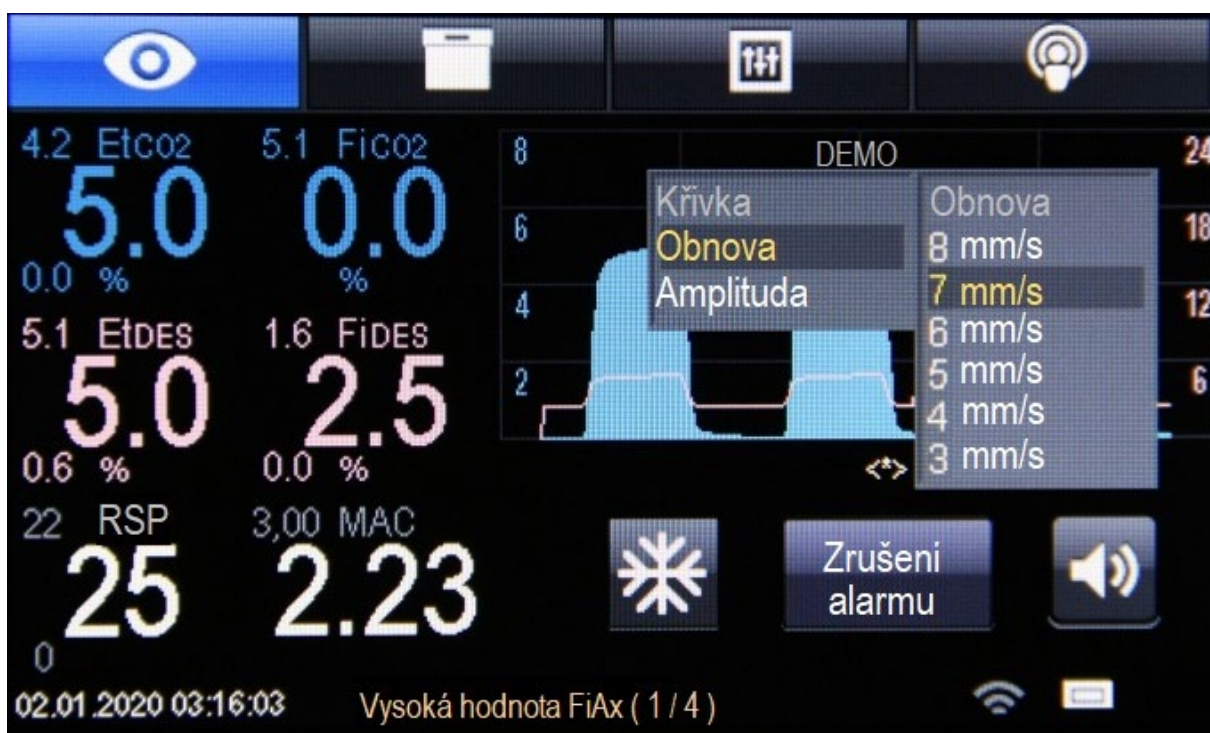 4.2 Etco2
5.0
0.0 %
5.1 Fico2
0.0
%
5.1 EtDES
5.0
0.6 %
1.6 FiDES
2.5
0.0 %
22 RSP
25
0
3,00 MAC
2.23
8
6
4
2
DEMO
24
18
12
6
Křivka
Obnova
Amplituda
Obnova
8 mm/s
7 mm/s
6 mm/s
5 mm/s
4 mm/s
3 mm/s
<*>
Zrušení
alarmu
02.01.2020 03:16:03
Vysoká hodnota FiAx ( 1 / 4 )